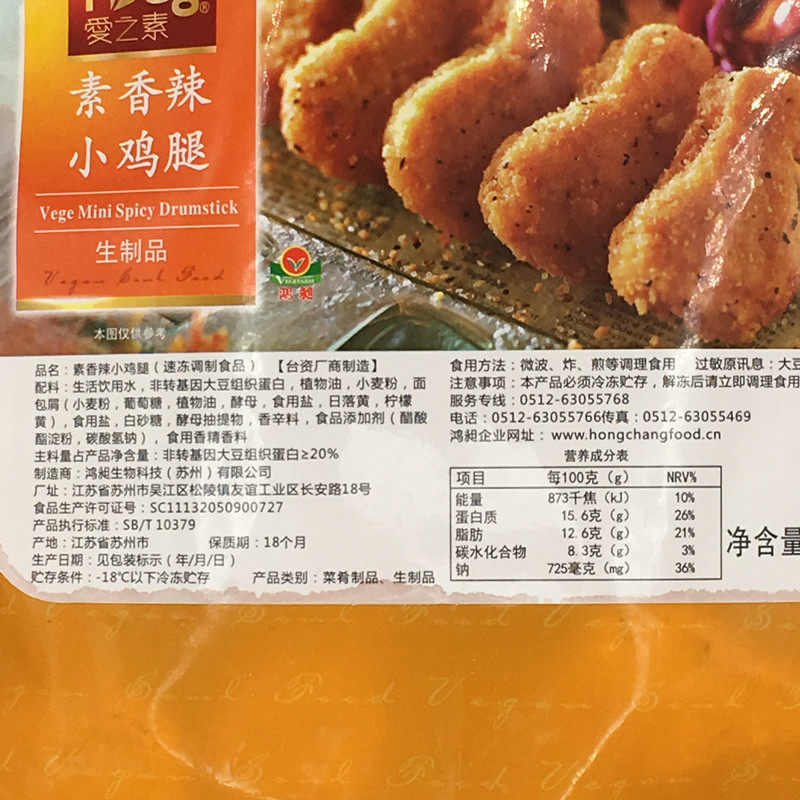 愛之素®
素香辣
小鸡腿
Vege Mini Spicy Drumstick
生制品
Vegan Soul Food
VEGEFARM
鸿昶
本图仅供参考
品名：素香辣小鸡腿（速冻调制食品）【台资厂商制造】
配料：生活饮用水，非转基因大豆组织蛋白，植物油，小麦粉，面
包屑（小麦粉，葡萄糖，植物油，酵母，食用盐，日落黄，柠檬
黄），食用盐，白砂糖，酵母抽提物，香辛料，食品添加剂（醋酸
酯淀粉，碳酸氢钠），食用香精香料
主料量占产品净含量：非转基因大豆组织蛋白≥20%
制造商：鸿昶生物科技（苏州）有限公司
厂址：江苏省苏州市吴江区松陵镇友谊工业区长安路18号
食品生产许可证号：SC11132050900727
产品执行标准：SB/T 10379
产地：江苏省苏州市 保质期：18个月
生产日期：见包装标示（年/月/日）
贮存条件：-18℃以下冷冻贮存 产品类别：菜肴制品、生制品
食用方法：微波、炸、煎等调理食用 过敏原讯息：大豆
注意事项：本产品必须冷冻贮存，解冻后请立即调理食用
服务专线：0512-63055768
电话：0512-63055766传真：0512-63055469
鸿昶企业网址：www.hongchangfood.cn
营养成分表
项目 每100克（g） NRV%
能量 873千焦（kJ） 10%
蛋白质 15.6克（g） 26%
脂肪 12.6克（g） 21%
碳水化合物 8.3克（g） 3%
钠 725毫克（mg） 36%
净含量
Vegan Soul Food Vegan